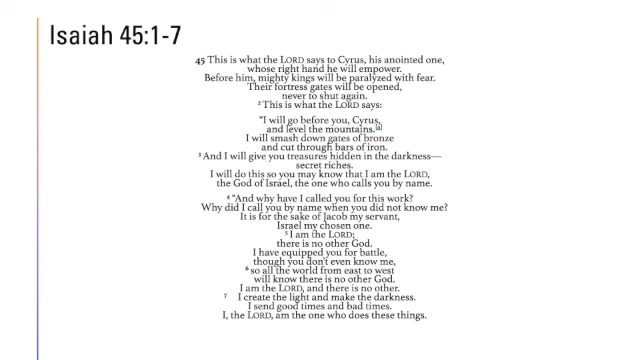 Isaiah 45:1-7
45 This is what the LORD says to Cyrus, his anointed one,
whose right hand he will empower.
Before him, mighty kings will be paralyzed with fear.
Their fortress gates will be opened,
never to shut again.
2 This is what the LORD says:
“I will go before you, Cyrus,
and level the mountains.[a]
I will smash down gates of bronze
and cut through bars of iron.
3 And I will give you treasures hidden in the darkness—
secret riches.
I will do this so you may know that I am the LORD,
the God of Israel, the one who calls you by name.
4 “And why have I called you for this work?
Why did I call you by name when you did not know me?
It is for the sake of Jacob my servant,
Israel my chosen one.
5 I am the LORD;
there is no other God.
I have equipped you for battle,
though you don’t even know me,
6 so all the world from east to west
will know there is no other God.
I am the LORD, and there is no other.
7 I create the light and make the darkness.
I send good times and bad times.
I, the LORD, am the one who does these things.